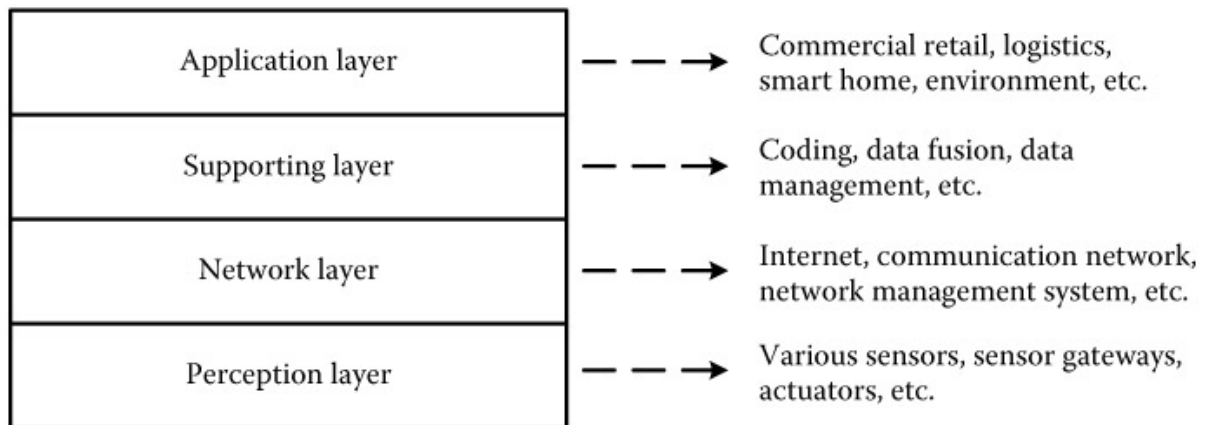 Application layer
Commercial retail, logistics,
smart home, environment, etc.
Supporting layer
Coding, data fusion, data
management, etc.
Network layer
Internet, communication network,
network management system, etc.
Perception layer
Various sensors, sensor gateways,
actuators, etc.